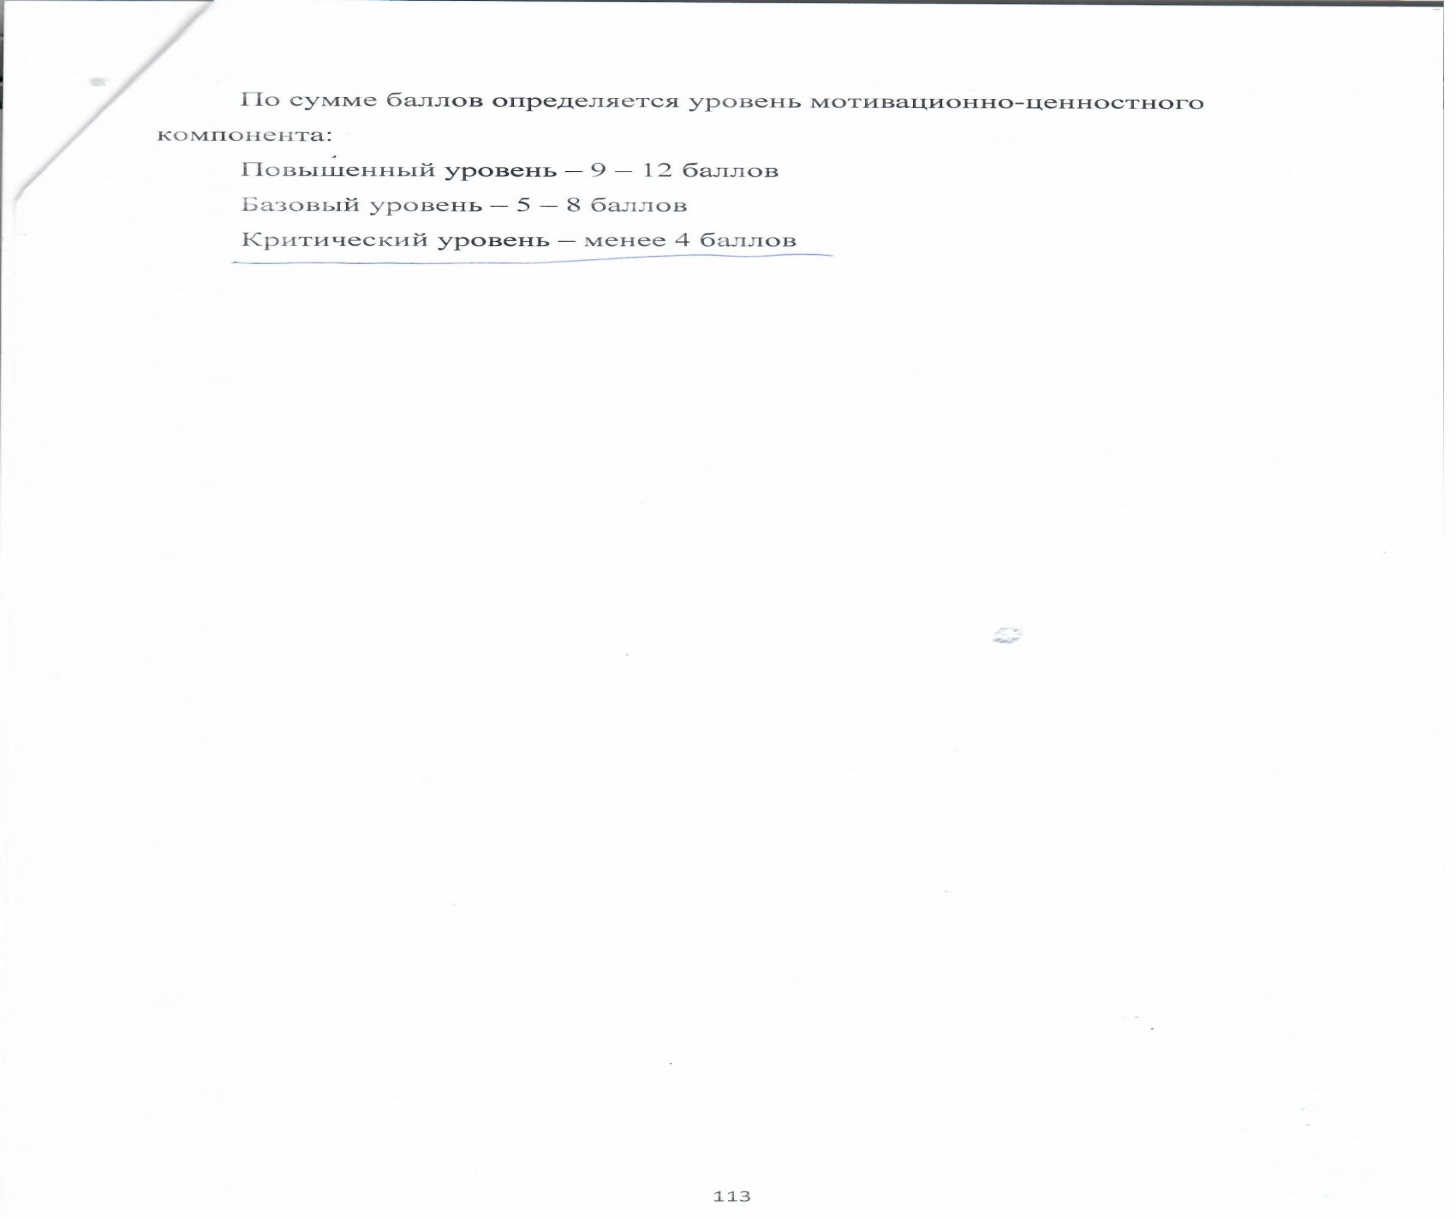 По сумме баллов определяется уровень мотивационно-ценностного
компонента:
Повышенный уровень – 9 – 12 баллов
Базовый уровень – 5 – 8 баллов
Критический уровень – менее 4 баллов
113